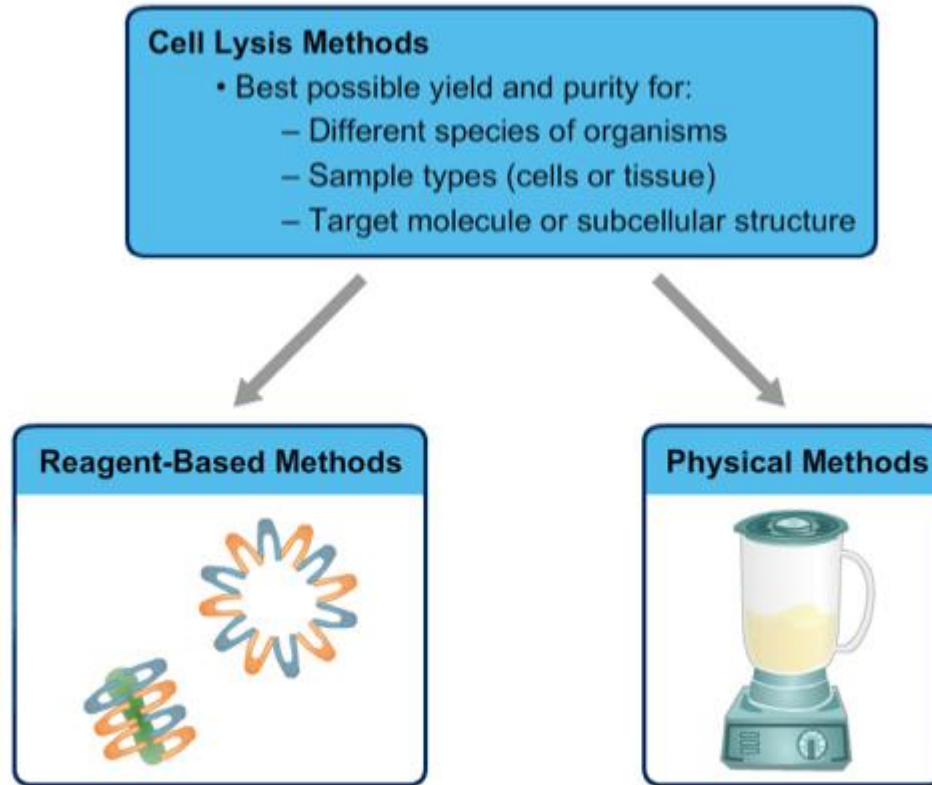 Cell Lysis Methods
• Best possible yield and purity for:
– Different species of organisms
– Sample types (cells or tissue)
– Target molecule or subcellular structure
Reagent-Based Methods
Physical Methods